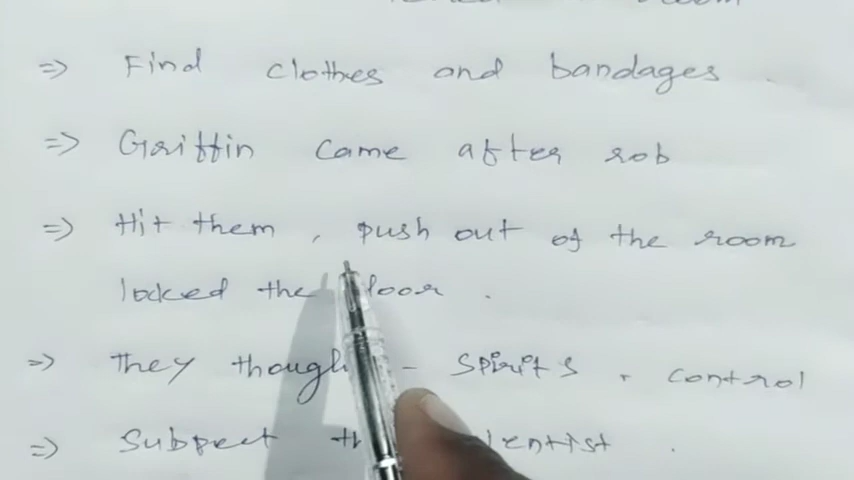 => Find clothes and bandages
=> Griffin came after rob
=> Hit them, push out of the room
locked the door.
=> They though - spirits . control
=> Subpect